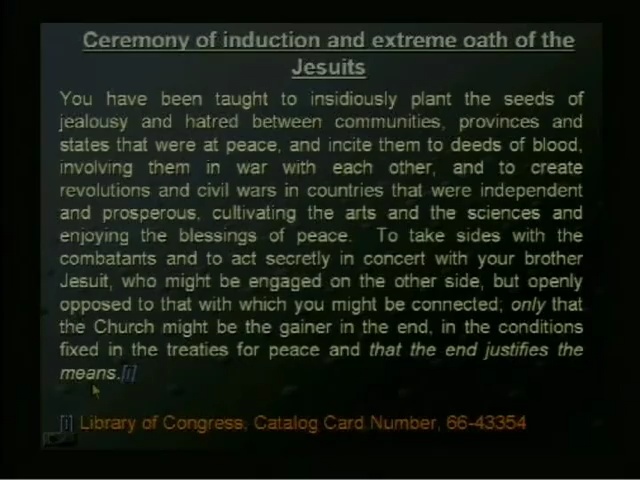 Ceremony of induction and extreme oath of the
Jesuits
You have been taught to insidiously plant the seeds of
jealousy and hatred between communities, provinces and
states that were at peace, and incite them to deeds of blood,
involving them in war with each other, and to create
revolutions and civil wars in countries that were independent
and prosperous, cultivating the arts and the sciences and
enjoying the blessings of peace. To take sides with the
combatants and to act secretly in concert with your brother
Jesuit, who might be engaged on the other side, but openly
opposed to that with which you might be connected; only that
the Church might be the gainer in the end, in the conditions
fixed in the treaties for peace and that the end justifies the
means.[i]
[i] Library of Congress, Catalog Card Number, 66-43354